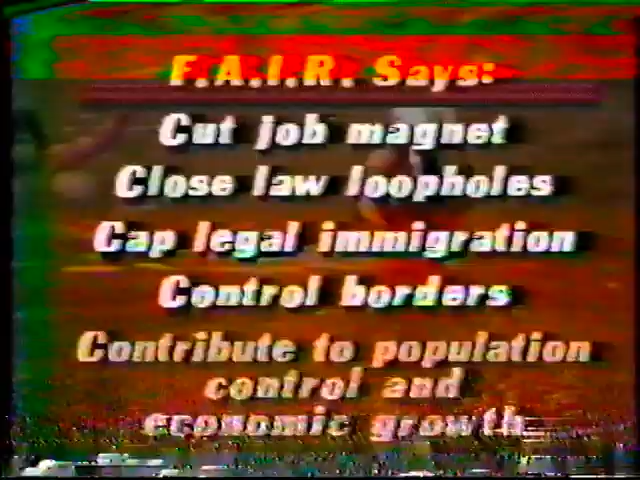 F.A.I.R. Says:
Cut job magnet
Close law loopholes
Cap legal immigration
Control borders
Contribute to population
control and
economic growth